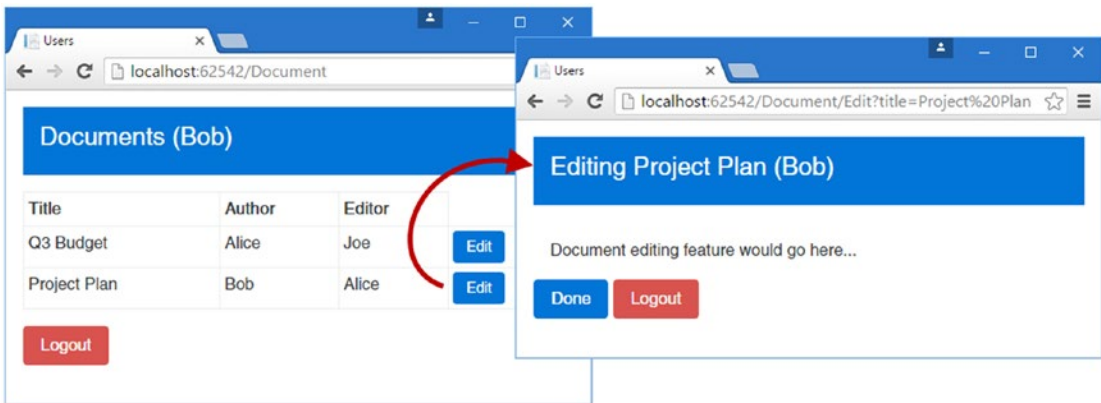 Users
localhost:62542/Document
Documents (Bob)
Title Author Editor
Q3 Budget Alice Joe Edit
Project Plan Bob Alice Edit
Logout
Users
localhost:62542/Document/Edit?title=Project%20Plan
Editing Project Plan (Bob)
Document editing feature would go here...
Done Logout